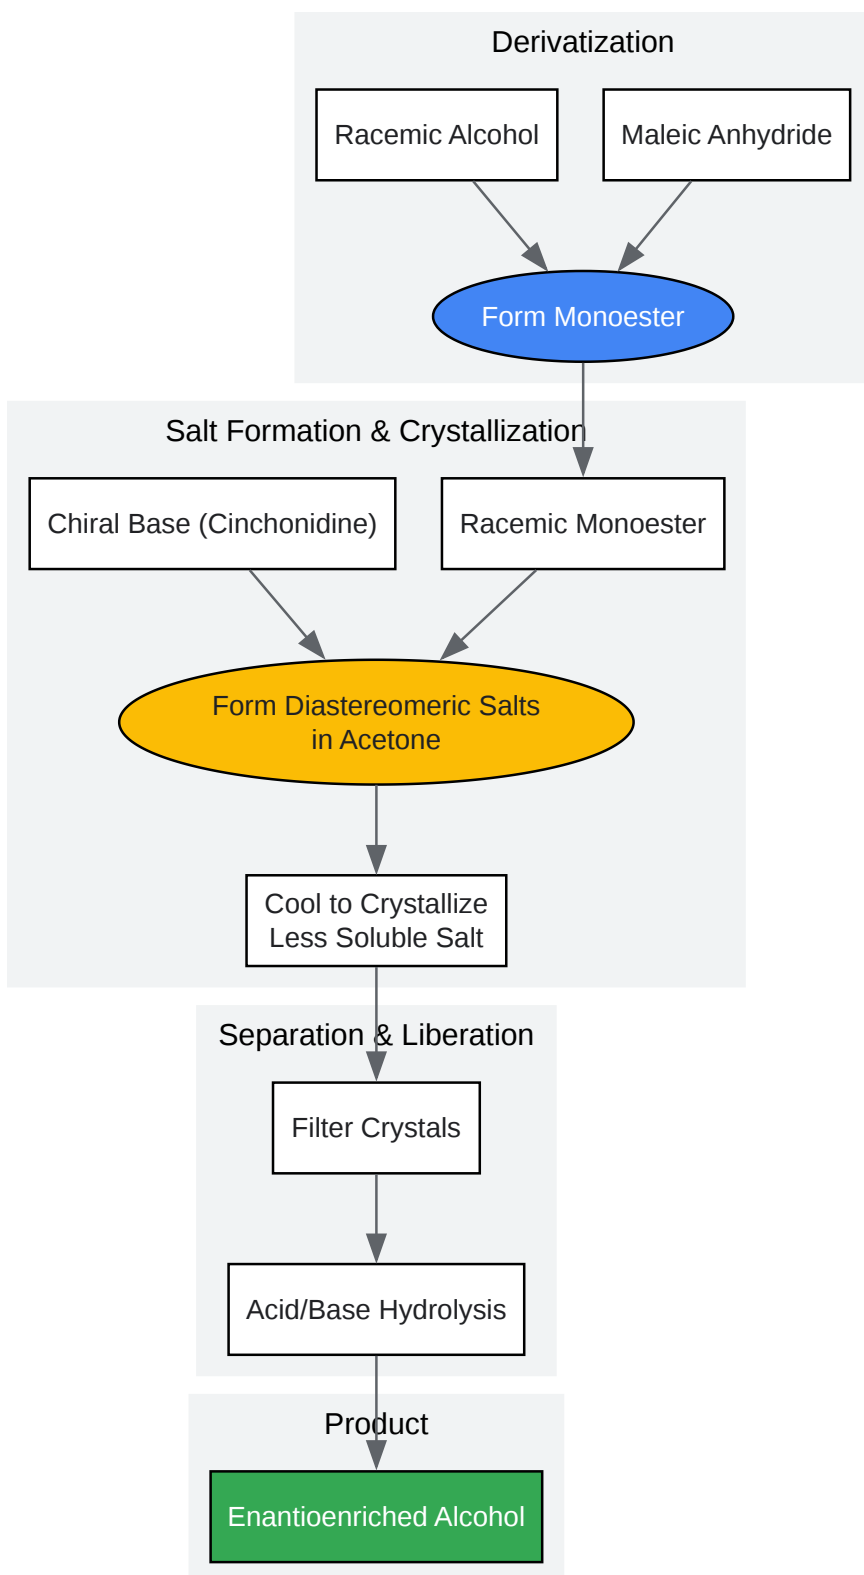 Derivatization
Racemic Alcohol
Maleic Anhydride
Form Monoester
Salt Formation & Crystallization
Chiral Base (Cinchonidine)
Racemic Monoester
Form Diastereomeric Salts
in Acetone
Cool to Crystallize
Less Soluble Salt
Separation & Liberation
Filter Crystals
Acid/Base Hydrolysis
Product
Enantioenriched Alcohol